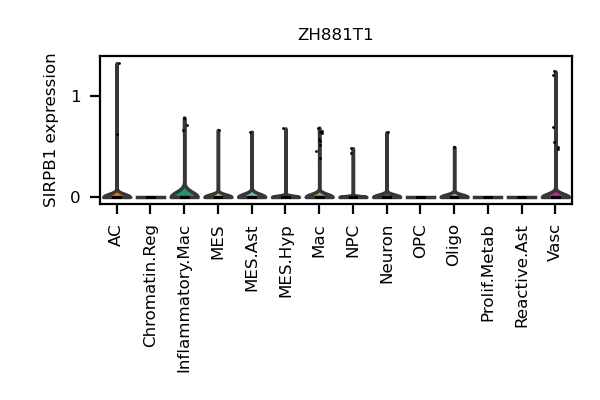 ZH881T1
SIRPB1 expression
1
0
AC
Chromatin.Reg
Inflammatory.Mac
MES
MES.Ast
MES.Hyp
Mac
NPC
Neuron
OPC
Oligo
Prolif.Metab
Reactive.Ast
Vasc